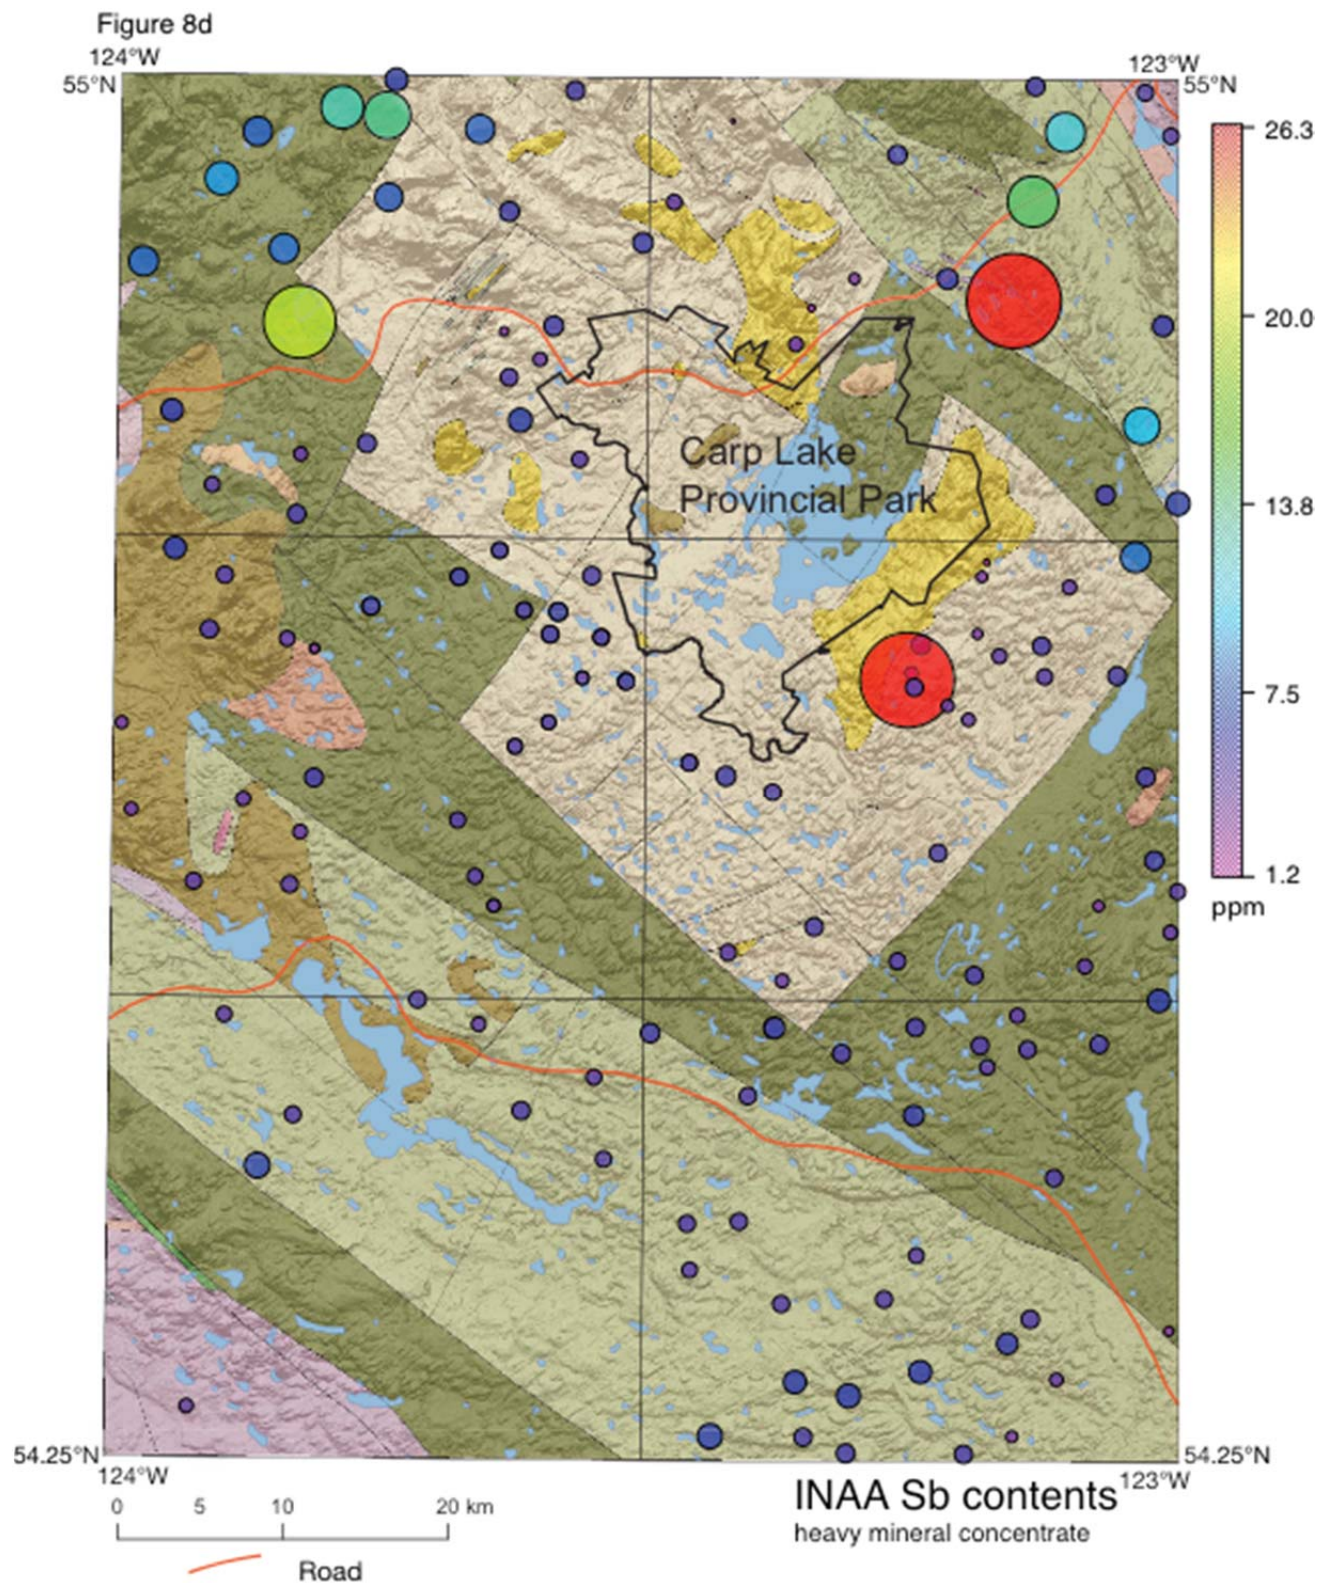 Figure 8d
124°W
123°W
55°N
55°N
26.3
20.0
Carp Lake
Provincial Park
13.8
7.5
1.2
ppm
54.25°N
54.25°N
124°W
123°W
0 5 10 20 km
INAA Sb contents
heavy mineral concentrate
Road